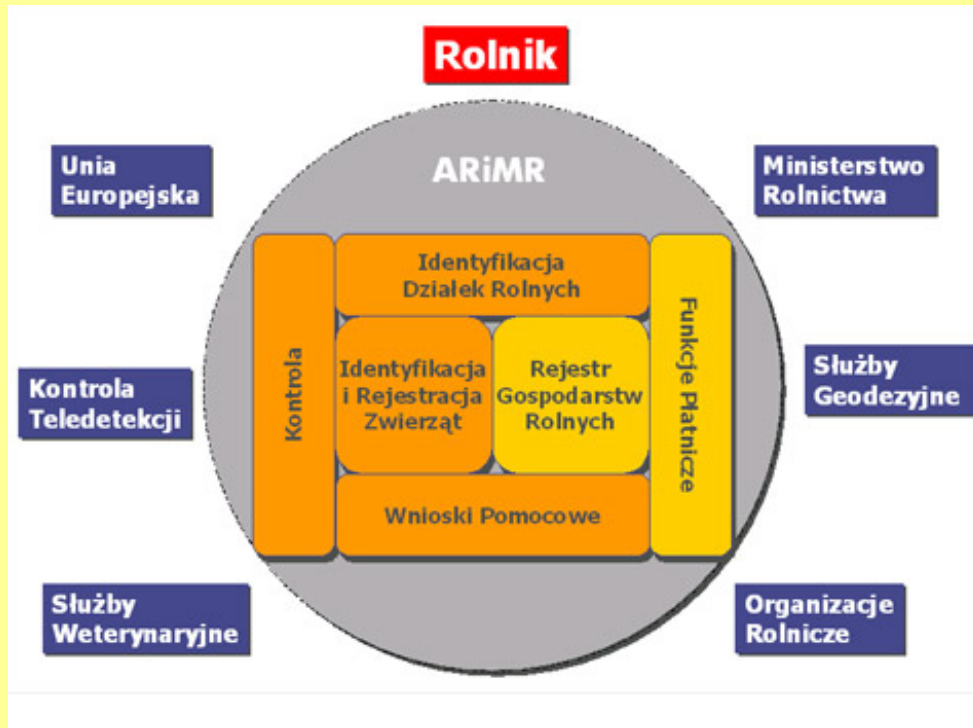 Rolnik
ARiMR
Unia
Europejska
Ministerstwo
Rolnictwa
Identyfikacja
Działek Rolnych
Kontrola
Identyfikacja
i Rejestracja
Zwierząt
Rejestr
Gospodarstw
Rolnych
Funkcje Płatnicze
Wnioski Pomocowe
Kontrola
Teledetekcji
Służby
Geodezyjne
Służby
Weterynaryjne
Organizacje
Rolnicze